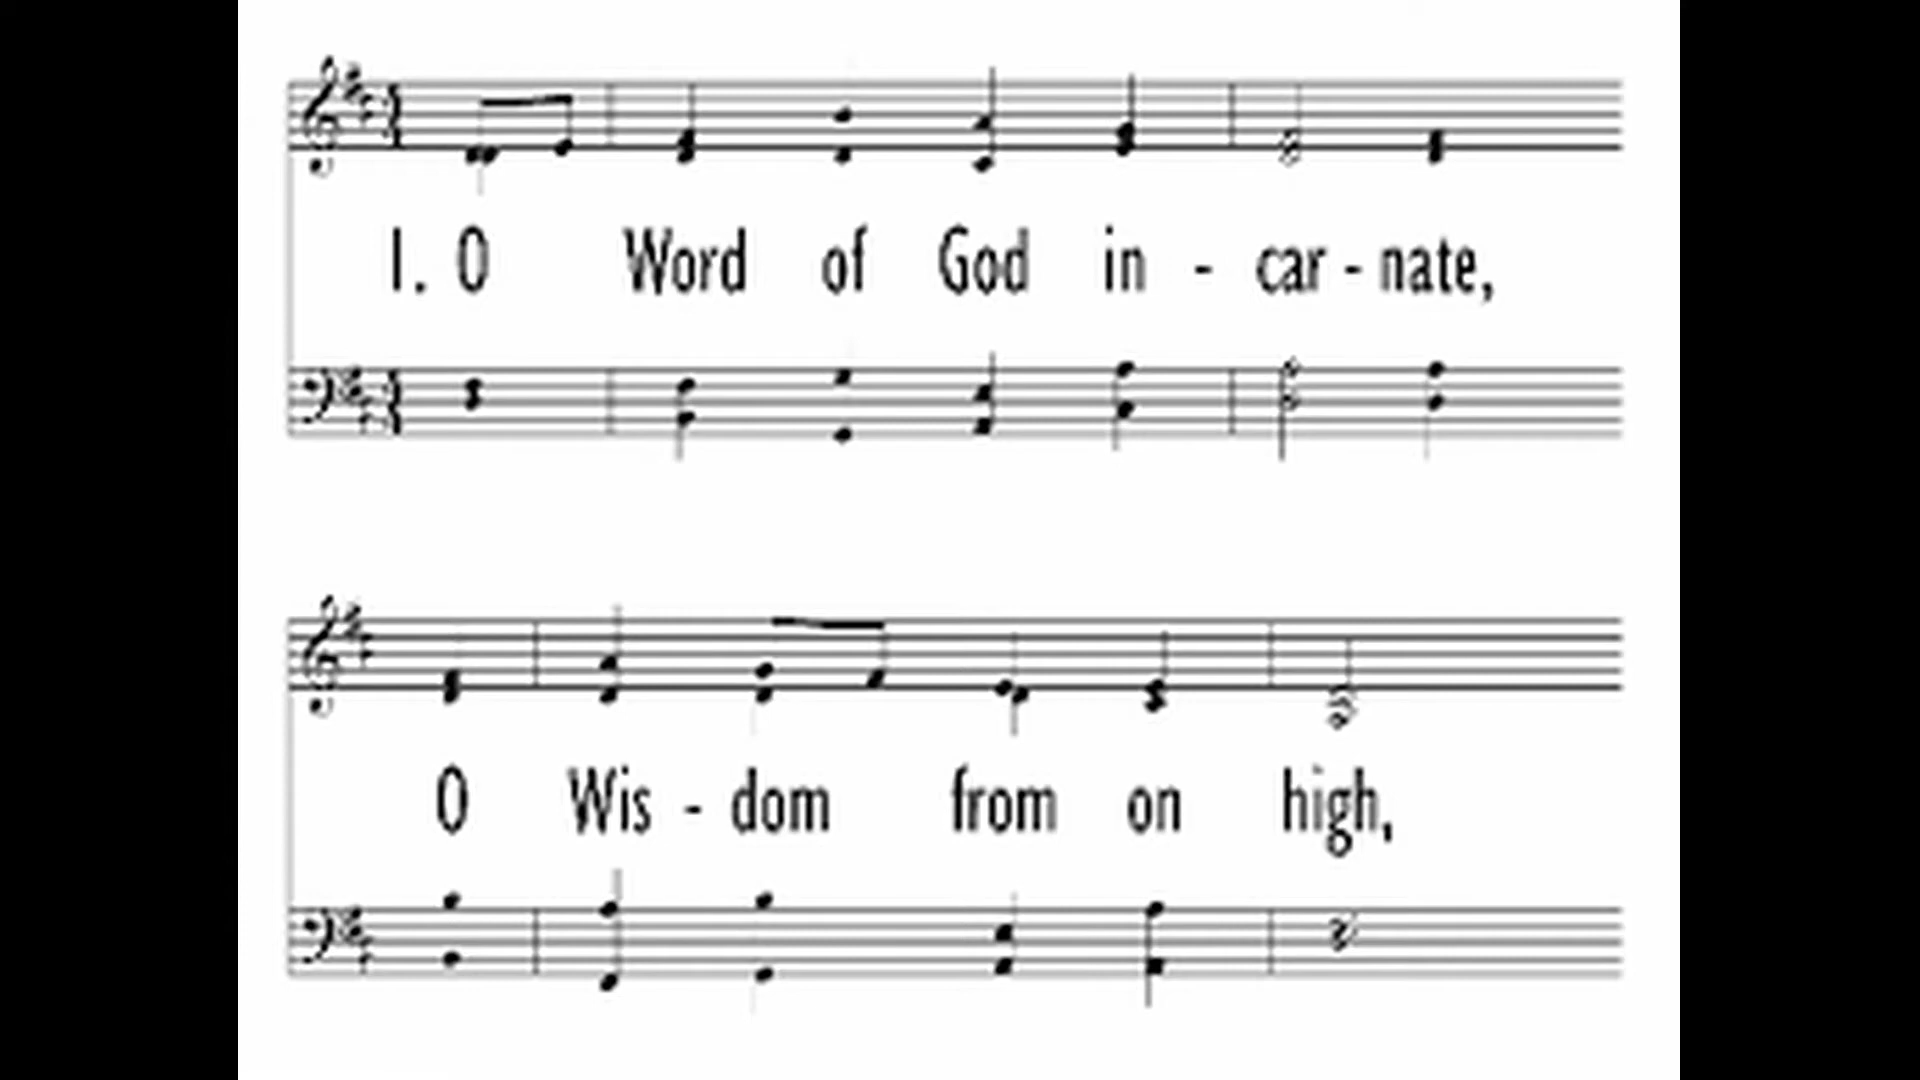 1. O Word of God in - car - nate,
O Wis - dom from on high,